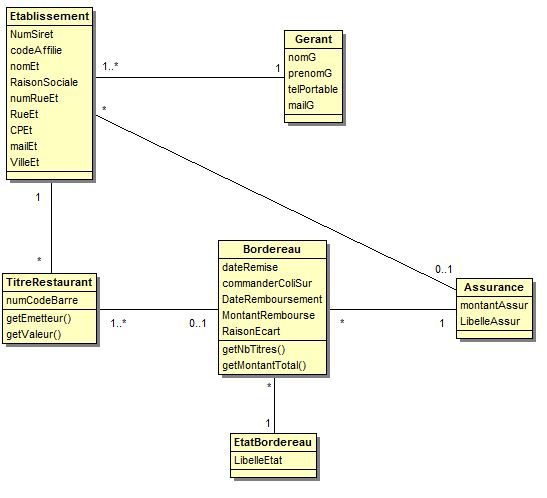 Etablissement
NumSiret
codeAffilie
nomEt
RaisonSociale
numRueEt
RueEt
CPEt
mailEt
VilleEt
Gerant
nomG
prenomG
telPortable
mailG
1..*
1
*
1
*
0..1
TitreRestaurant
numCodeBarre
getEmetteur()
getValeur()
1..*
0..1
Bordereau
dateRemise
commanderColiSur
DateRemboursement
MontantRembourse
RaisonEcart
getNbTitres()
getMontantTotal()
*
1
Assurance
montantAssur
LibelleAssur
*
1
EtatBordereau
LibelleEtat